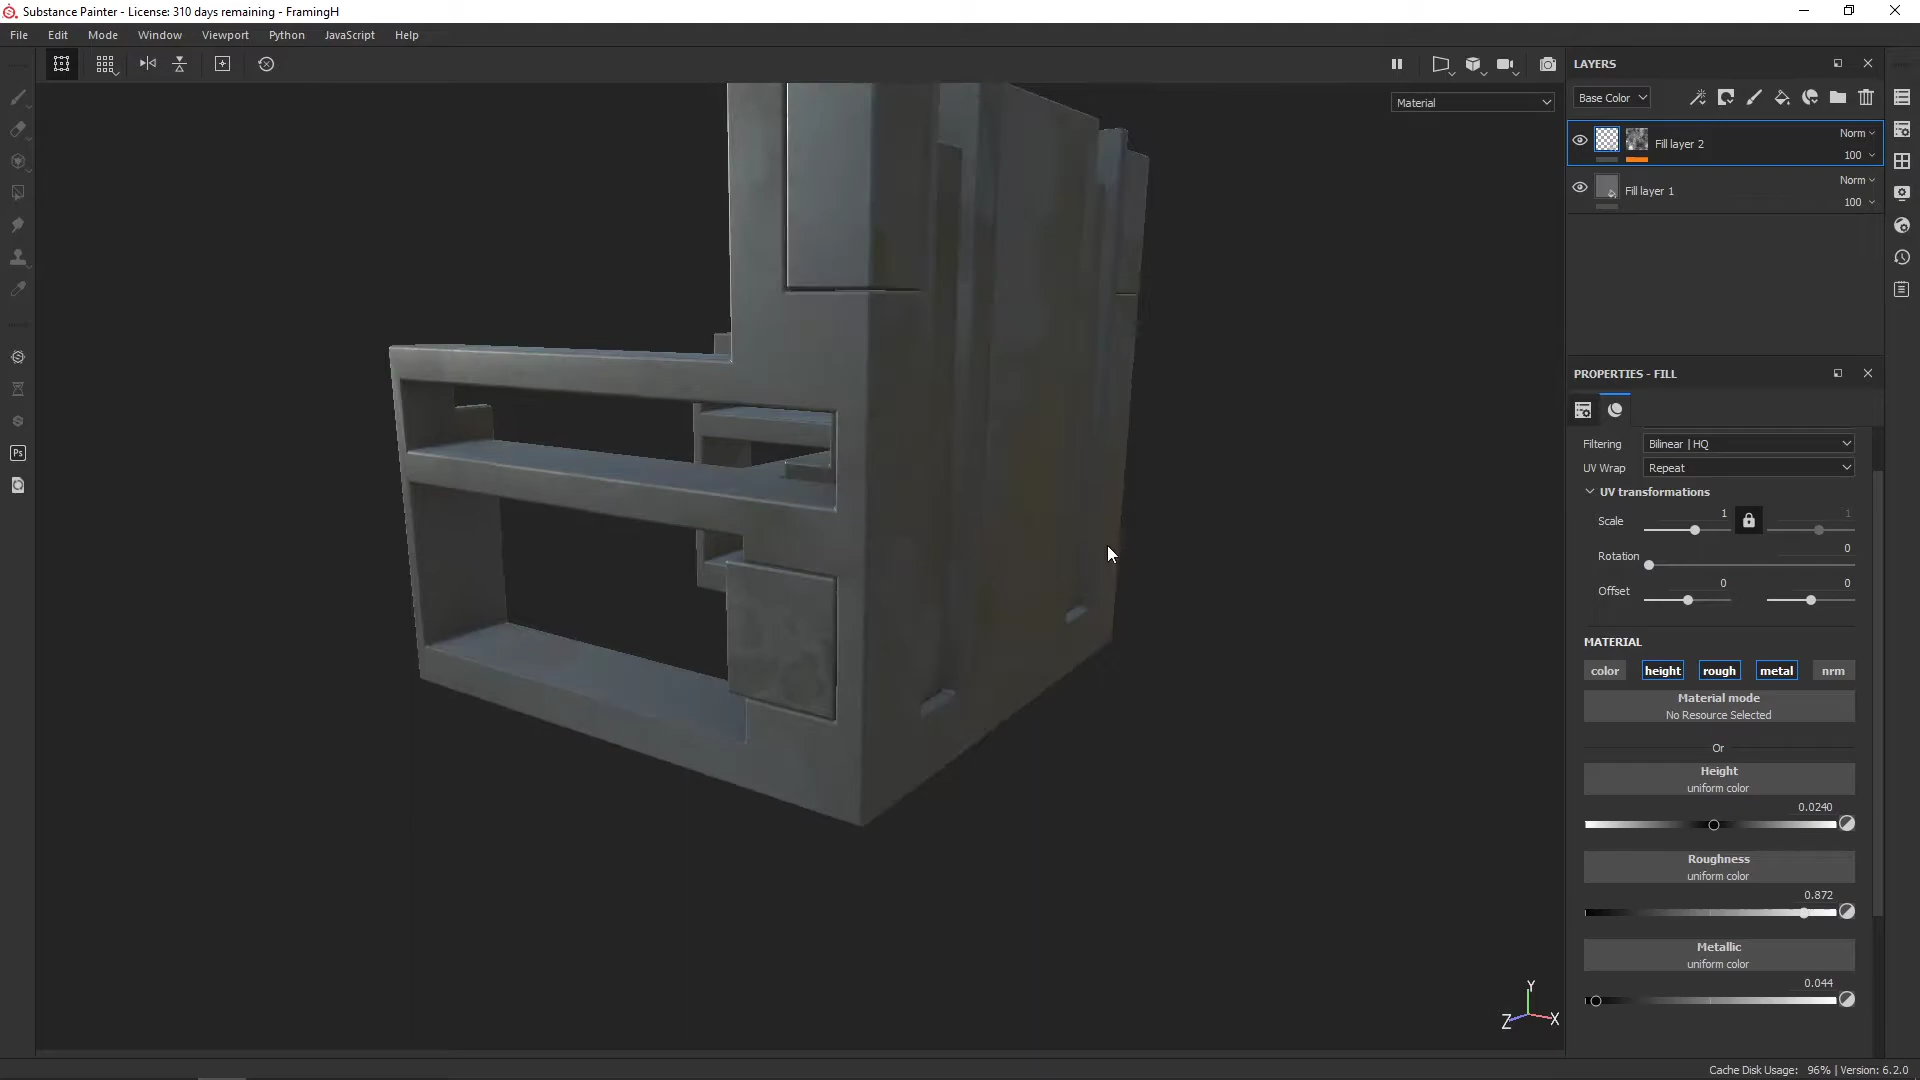 Substance Painter - License: 310 days remaining - FramingH
File Edit Mode Window Viewport Python JavaScript Help
LAYERS
Material
Base Color
Fill layer 2
Norm
100
Fill layer 1
Norm
100
PROPERTIES - FILL
Filtering Bilinear | HQ
UV Wrap Repeat
UV transformations
Scale 1 1
Rotation 0
Offset 0 0
MATERIAL
color height rough metal nrm
Material mode
No Resource Selected
Or
Height
uniform color
0.0240
Roughness
uniform color
0.872
Metallic
uniform color
0.044
Ps
Y
Z
X
Cache Disk Usage: 96% | Version: 6.2.0